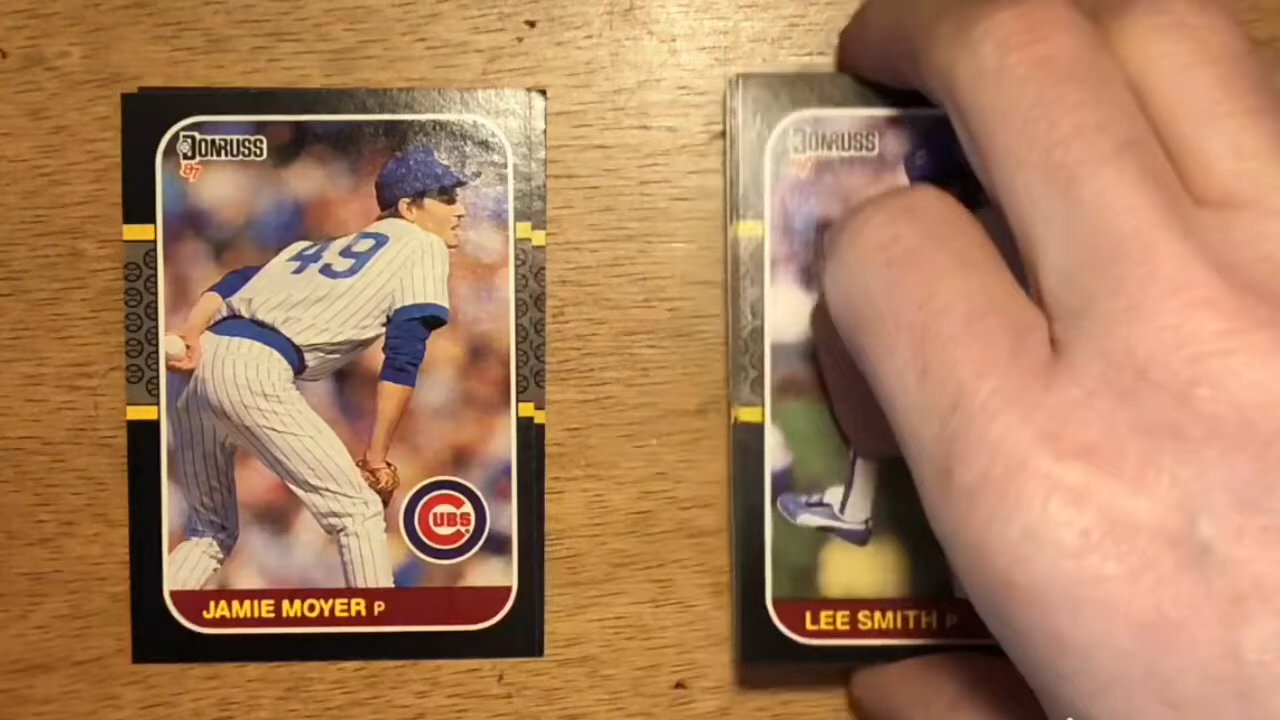 DONRUSS
'87
49
CUBS
JAMIE MOYER P
DONRUSS
LEE SMITH P